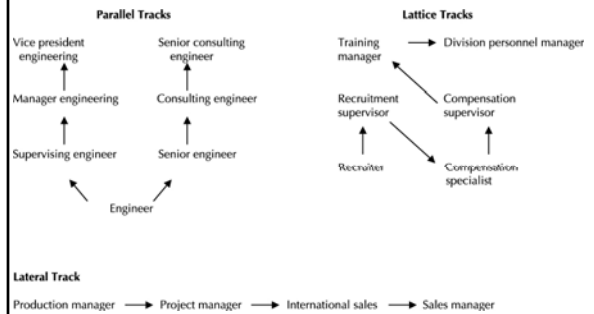 Parallel Tracks
Vice president
engineering
Senior consulting
engineer
Manager engineering
Consulting engineer
Supervising engineer
Senior engineer
Engineer
Lattice Tracks
Training
manager
Division personnel manager
Recruitment
supervisor
Compensation
supervisor
Recruiter
Compensation
specialist
Lateral Track
Production manager
Project manager
International sales
Sales manager